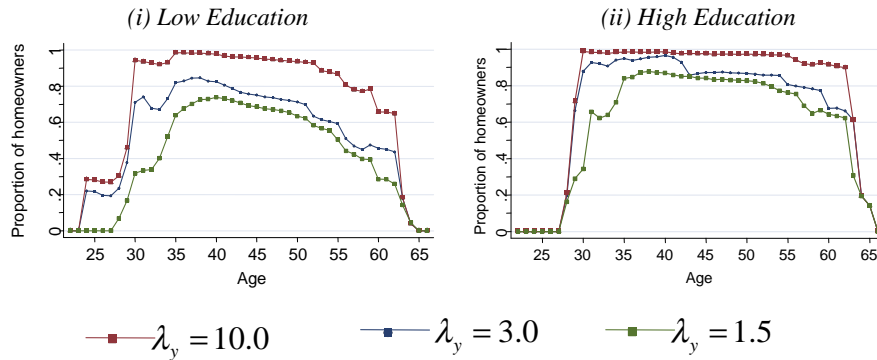 (i) Low Education
(ii) High Education
Proportion of homeowners
0 .2 .4 .6 .8 1
25 30 35 40 45 50 55 60 65
Age
Proportion of homeowners
0 .2 .4 .6 .8 1
25 30 35 40 45 50 55 60 65
Age
λy = 10.0
λy = 3.0
λy = 1.5